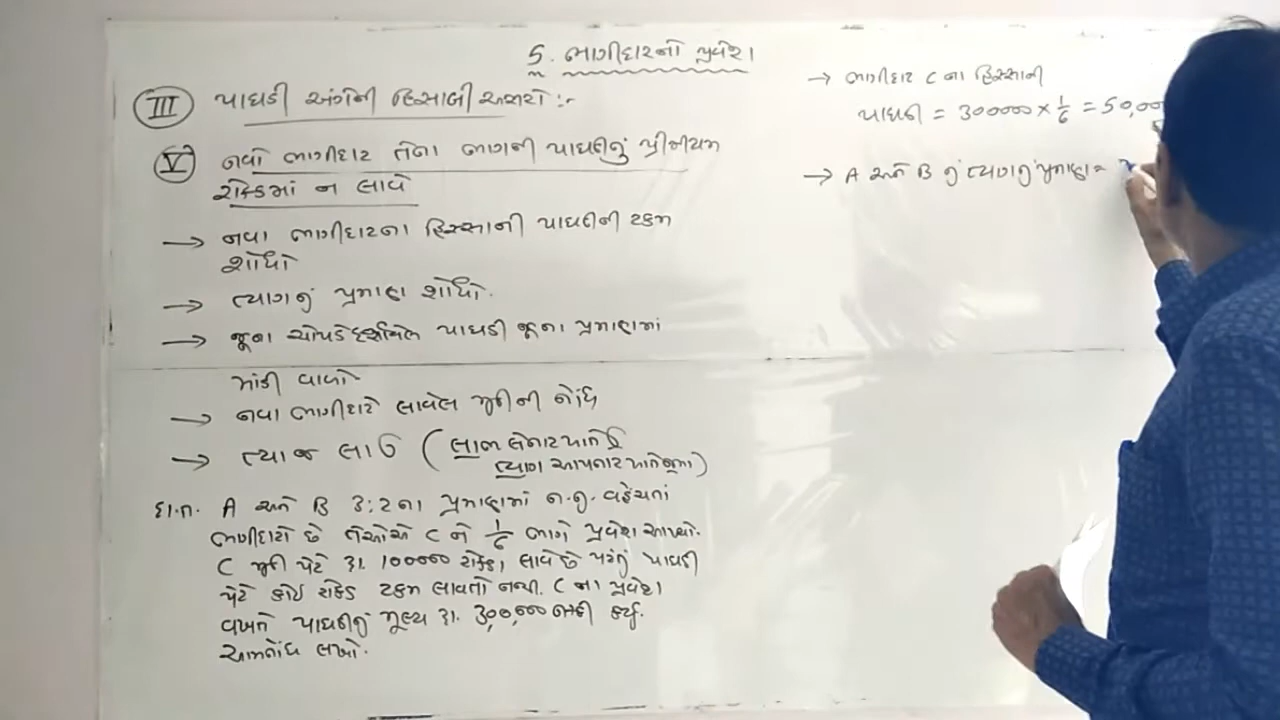 5. ભાગીદારનો પ્રવેશ
III પાઘડી અંગેની હિસાબી અસરો :-
V નવો ભાગીદાર તેના ભાગની પાઘડીનું પ્રીમિયમ
રોકડમાં ન લાવે
→ નવા ભાગીદારના હિસ્સાની પાઘડીની રકમ
શોધો
→ ત્યાગનું પ્રમાણ શોધો.
→ જૂના ચોપડે દર્શાવેલ પાઘડી જૂના પ્રમાણમાં
માંડી વાળો
→ નવા ભાગીદારે લાવેલ મૂડીની નોંધ
→ ત્યાજ લાઉ (લાભ લેનાર ખાતે ઉ
ત્યાગ આપનાર ખાતે જમા)
દા.ત. A અને B 3:2ના પ્રમાણમાં ન.નુ. વહેંચતાં
ભાગીદારો છે તેઓએ C ને 1/6 ભાગે પ્રવેશ આપ્યો.
C મૂડી પેટે રૂા. 100000 રોકડા લાવે છે પરંતુ પાઘડી
પેટે કોઈ રોકડ રકમ લાવતો નથી. C ના પ્રવેશ
વખતે પાઘડીનું મૂલ્ય રૂા. 3,00,000 નક્કી કર્યું.
આમનોંધ લખો.
→ ભાગીદાર C ના હિસ્સાની
પાઘડી = 300000 × 1/6 = 50,00
→ A અને B નું ત્યાગનું પ્રમાણ =